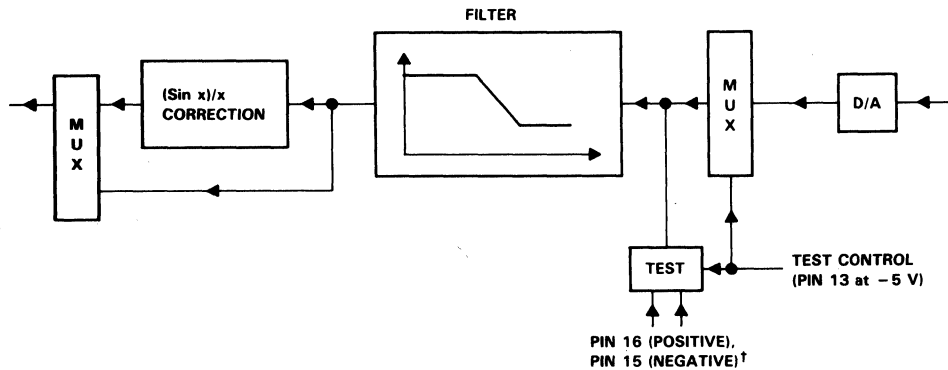 FILTER
(Sin x)/x
CORRECTION
M
U
X
M
U
X
D/A
TEST
TEST CONTROL
(PIN 13 at −5 V)
PIN 16 (POSITIVE),
PIN 15 (NEGATIVE)†